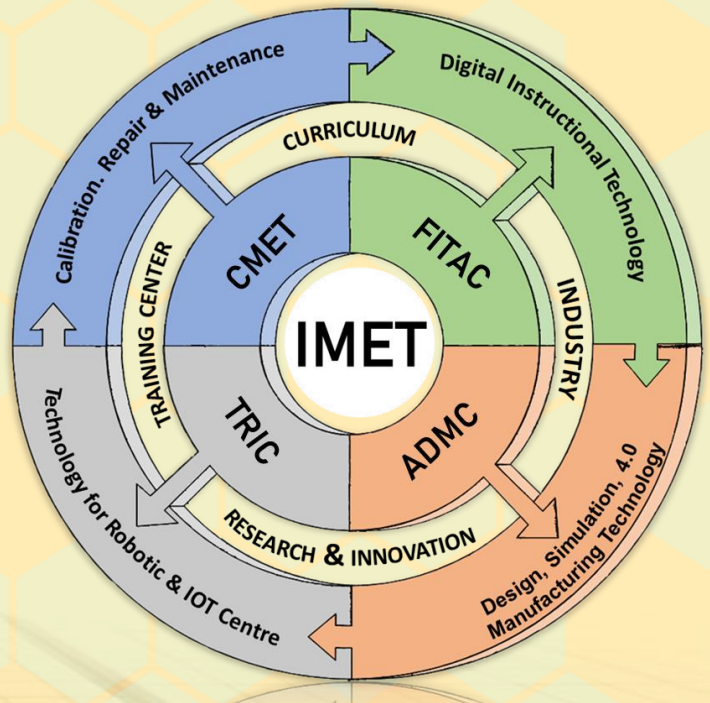 Calibration. Repair & Maintenance
Digital Instructional Technology
CURRICULUM
CMET
FITAC
TRAINING CENTER
IMET
INDUSTRY
TRIC
ADMC
RESEARCH & INNOVATION
Technology for Robotic & IOT Centre
Design, Simulation, 4.0
Manufacturing Technology